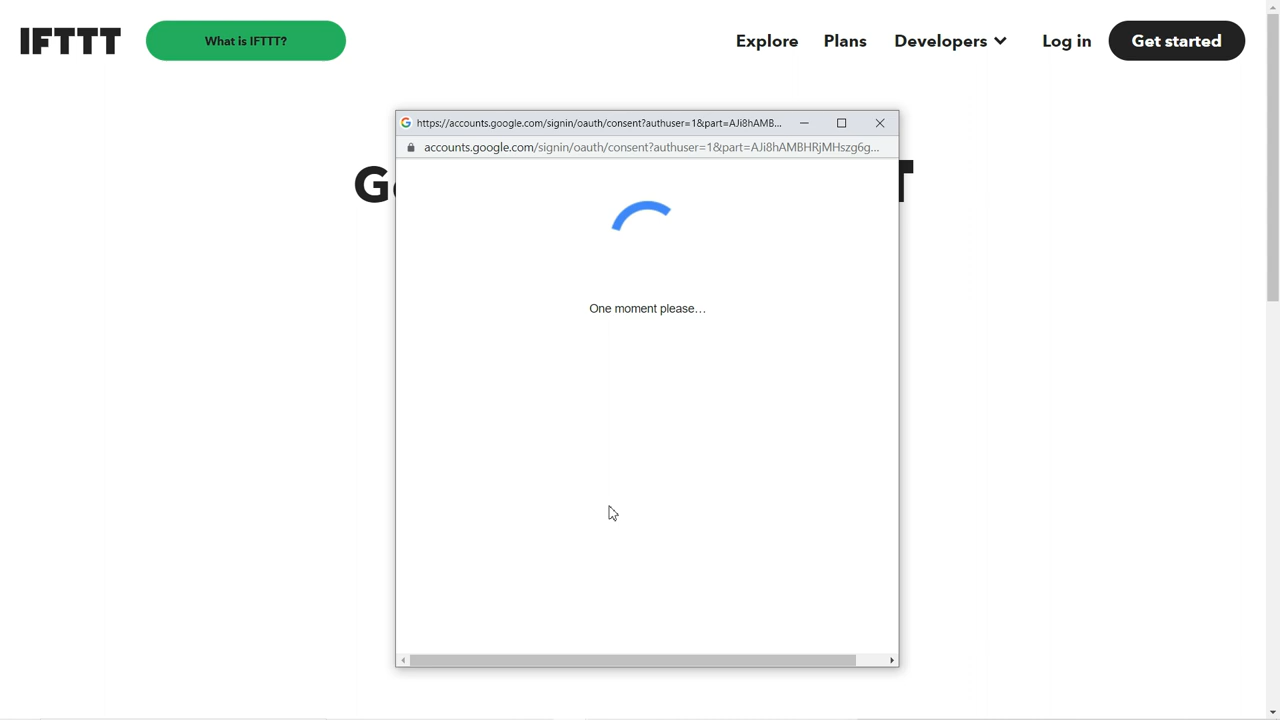 IFTTT
What is IFTTT?
Explore
Plans
Developers
Log in
Get started
https://accounts.google.com/signin/oauth/consent?authuser=1&part=AJi8hAMB...
accounts.google.com/signin/oauth/consent?authuser=1&part=AJi8hAMBHRjMHszg6g...
One moment please...